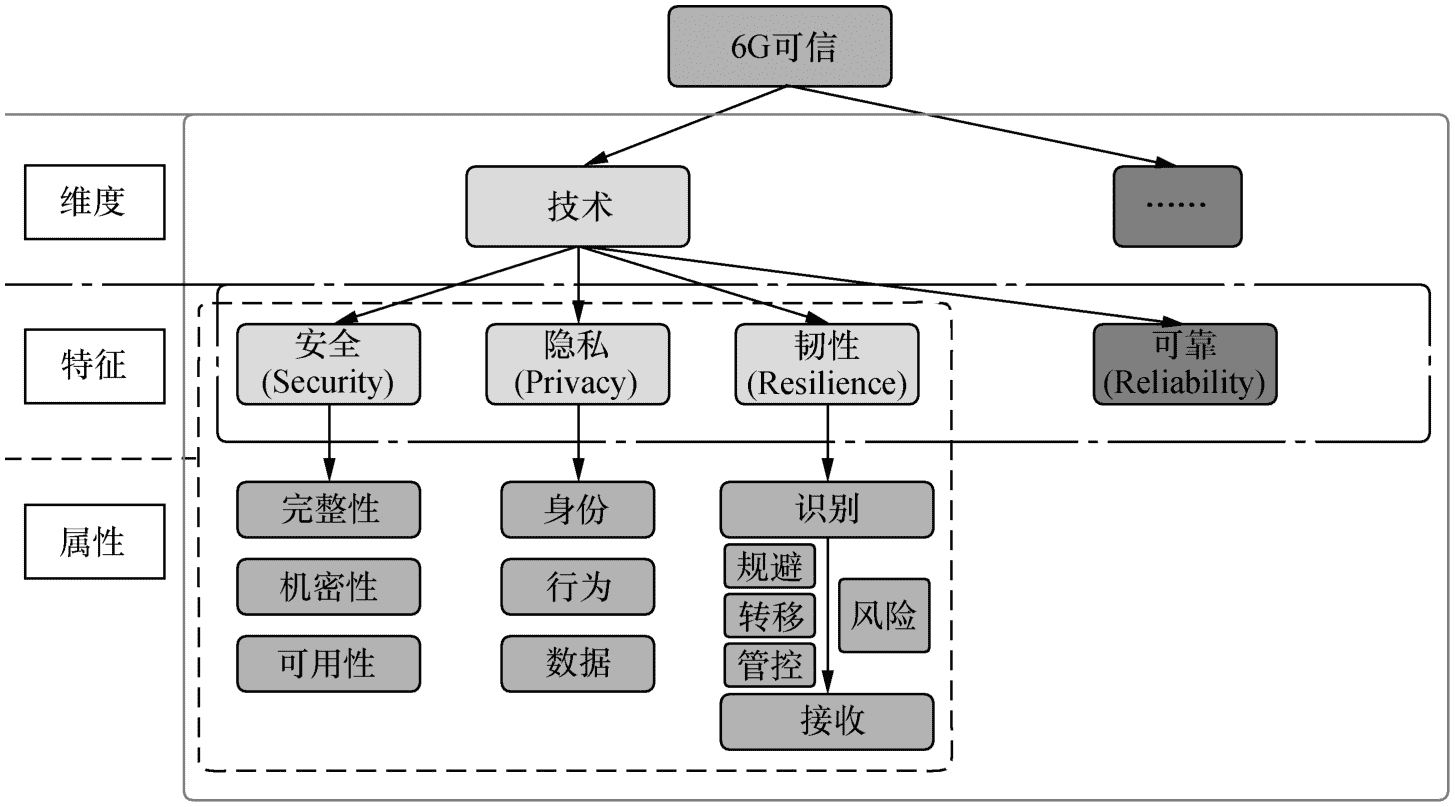 6G可信
维度
技术
……
特征
安全
(Security)
隐私
(Privacy)
韧性
(Resilience)
可靠
(Reliability)
属性
完整性
机密性
可用性
身份
行为
数据
识别
规避
转移
管控
风险
接收